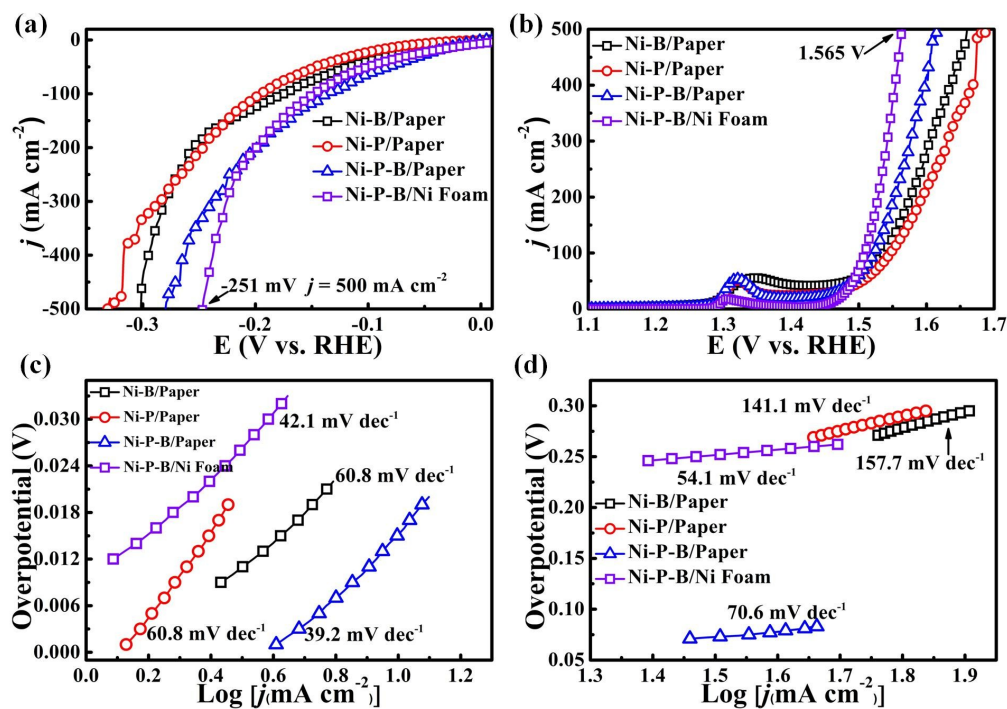 (a)
0
-100
-200
-300
-400
-500
j (mA cm-2)
Ni-B/Paper
Ni-P/Paper
Ni-P-B/Paper
Ni-P-B/Ni Foam
-251 mV j = 500 mA cm-2
-0.3 -0.2 -0.1 0.0
E (V vs. RHE)
(b)
500
400
300
200
100
0
j (mA cm-2)
Ni-B/Paper
Ni-P/Paper
Ni-P-B/Paper
Ni-P-B/Ni Foam
1.565 V
1.1 1.2 1.3 1.4 1.5 1.6 1.7
E (V vs. RHE)
(c)
0.030
0.024
0.018
0.012
0.006
0.000
Overpotential (V)
Ni-B/Paper
Ni-P/Paper
Ni-P-B/Paper
Ni-P-B/Ni Foam
42.1 mV dec-1
60.8 mV dec-1
60.8 mV dec-1
39.2 mV dec-1
0.0 0.2 0.4 0.6 0.8 1.0 1.2
Log [j(mA cm-2)]
(d)
0.30
0.25
0.20
0.15
0.10
0.05
Overpotential (V)
141.1 mV dec-1
54.1 mV dec-1
157.7 mV dec-1
Ni-B/Paper
Ni-P/Paper
Ni-P-B/Paper
Ni-P-B/Ni Foam
70.6 mV dec-1
1.3 1.4 1.5 1.6 1.7 1.8 1.9
Log [j(mA cm-2)]